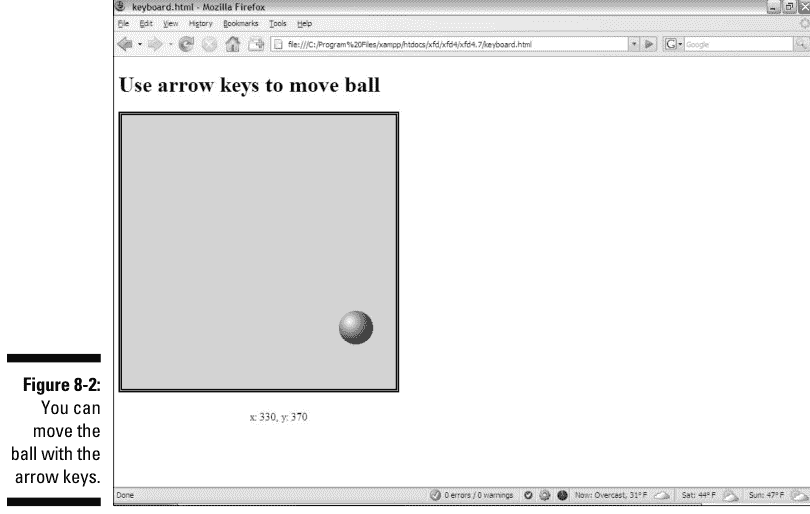 keyboard.html - Mozilla Firefox
File Edit View History Bookmarks Tools Help
file:///C:/Program%20Files/xampp/htdocs/xfd/xfd4/xfd4.7/keyboard.html
G Google
Use arrow keys to move ball
x: 330, y: 370
Figure 8-2:
You can
move the
ball with the
arrow keys.
Done 0 errors / 0 warnings Now: Overcast, 31° F Sat: 44° F Sun: 47° F